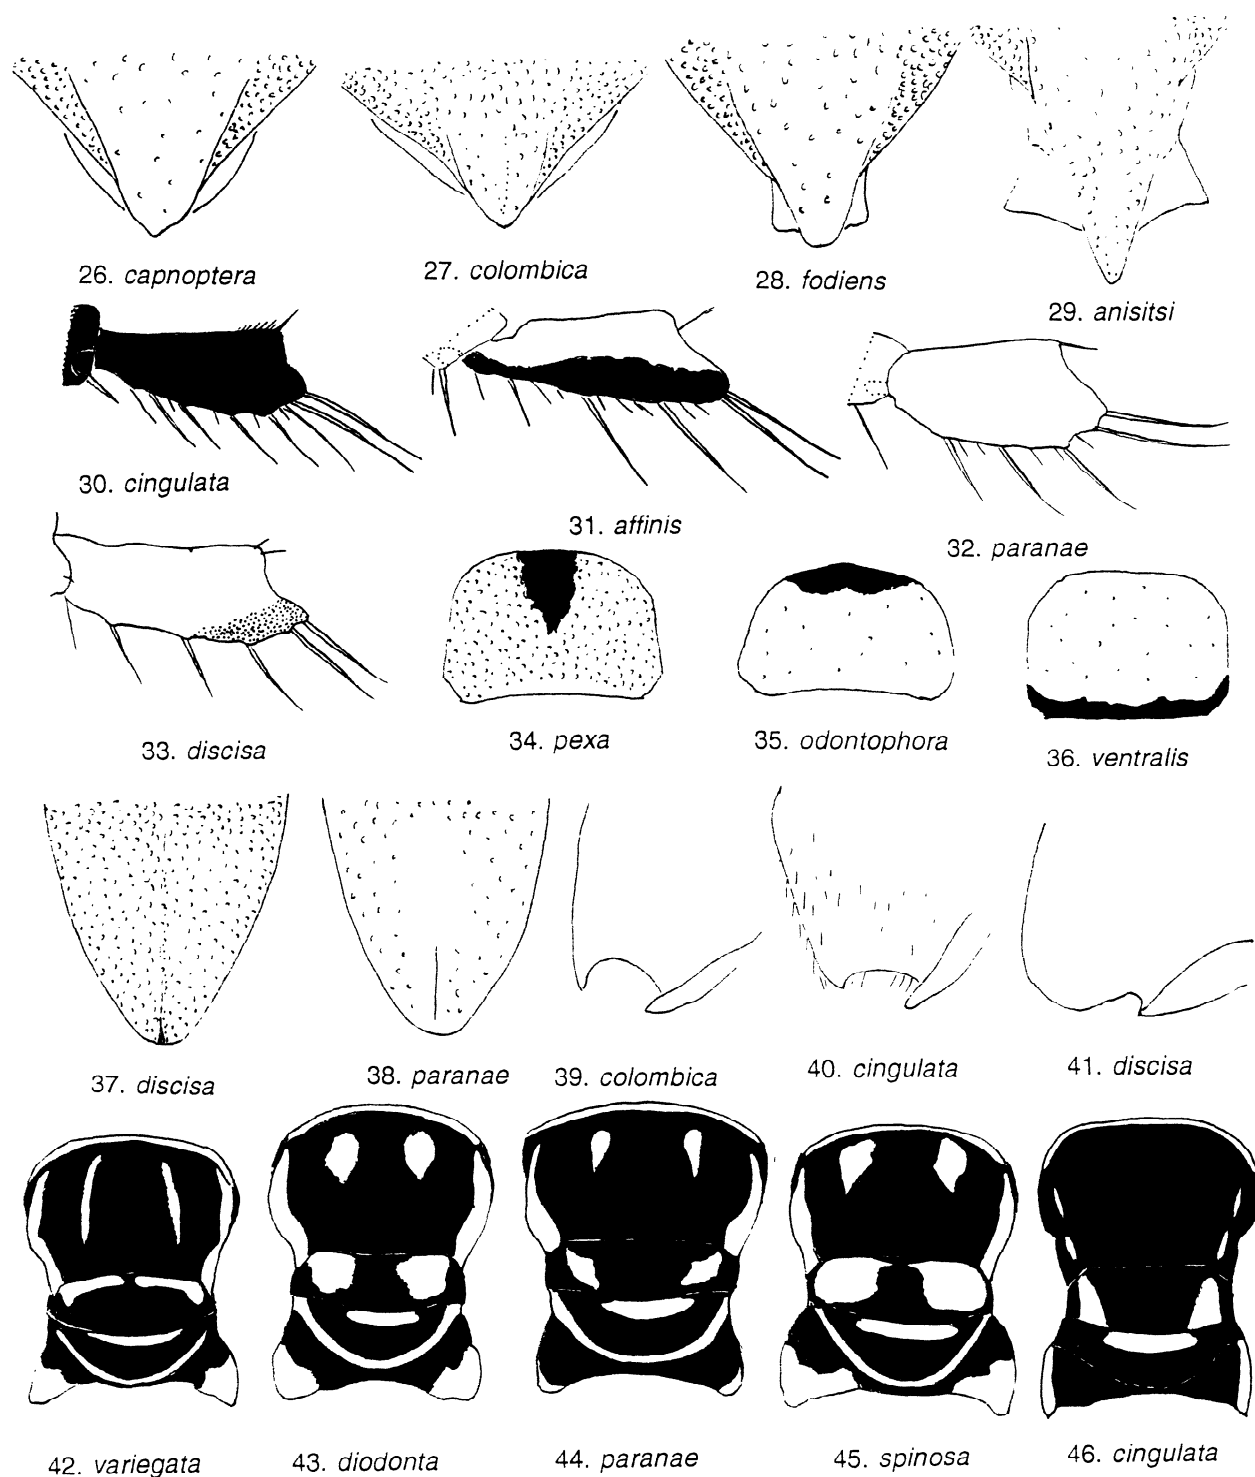 26. capnoptera
27. colombica
28. fodiens
29. anisitsi
30. cingulata
31. affinis
32. paranae
33. discisa
34. pexa
35. odontophora
36. ventralis
37. discisa
38. paranae
39. colombica
40. cingulata
41. discisa
42. variegata
43. diodonta
44. paranae
45. spinosa
46. cingulata